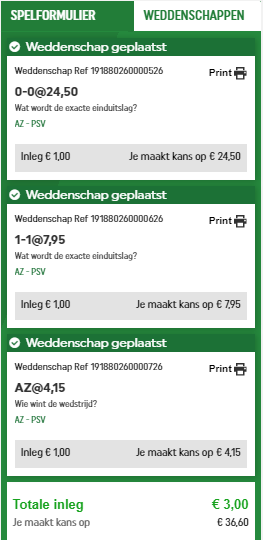 SPELFORMULIER WEDDENSCHAPPEN
Weddenschap geplaatst
Weddenschap Ref 191880260000526 Print
0-0@24,50
Wat wordt de exacte einduitslag?
AZ - PSV
Inleg € 1,00 Je maakt kans op € 24,50
Weddenschap geplaatst
Weddenschap Ref 191880260000626 Print
1-1@7,95
Wat wordt de exacte einduitslag?
AZ - PSV
Inleg € 1,00 Je maakt kans op € 7,95
Weddenschap geplaatst
Weddenschap Ref 191880260000726 Print
AZ@4,15
Wie wint de wedstrijd?
AZ - PSV
Inleg € 1,00 Je maakt kans op € 4,15
Totale inleg € 3,00
Je maakt kans op € 36,60